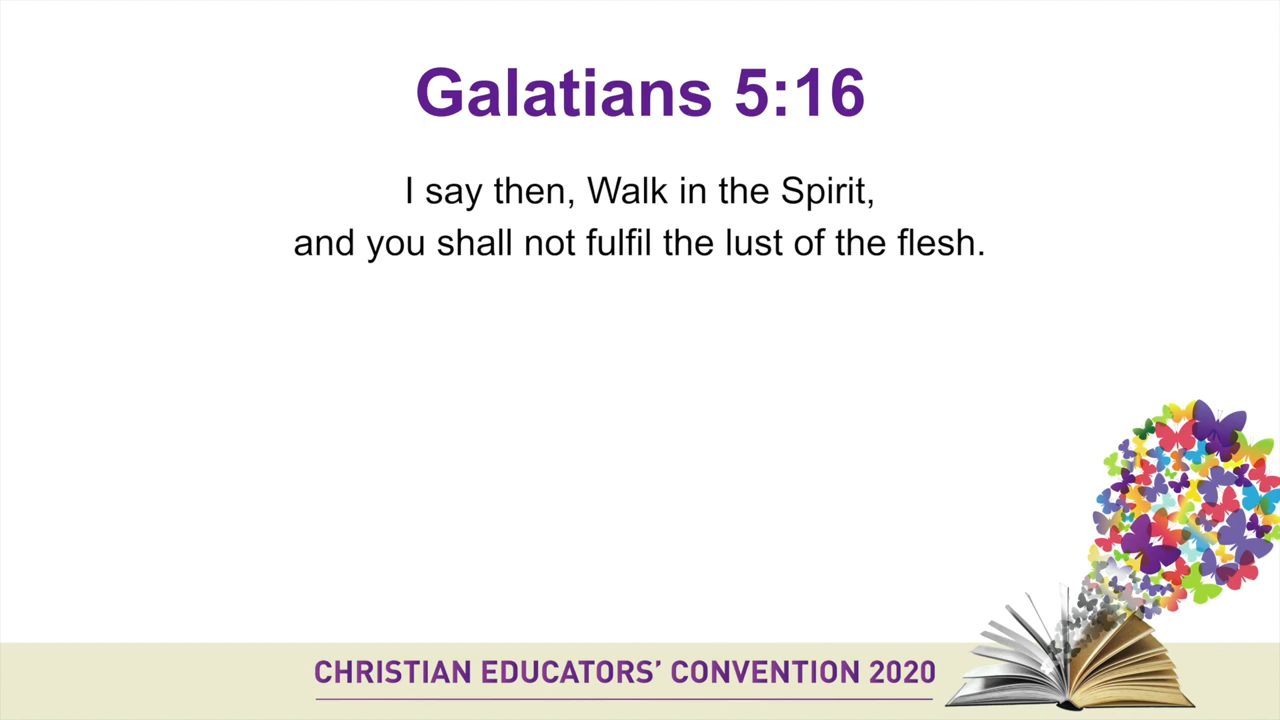 Galatians 5:16
I say then, Walk in the Spirit,
and you shall not fulfil the lust of the flesh.
CHRISTIAN EDUCATORS’ CONVENTION 2020